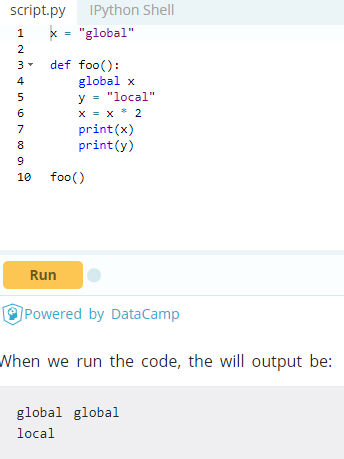 script.py IPython Shell
1 x = "global"
2
3 def foo():
4     global x
5     y = "local"
6     x = x * 2
7     print(x)
8     print(y)
9
10 foo()
Run
Powered by DataCamp
When we run the code, the will output be:
global global
local